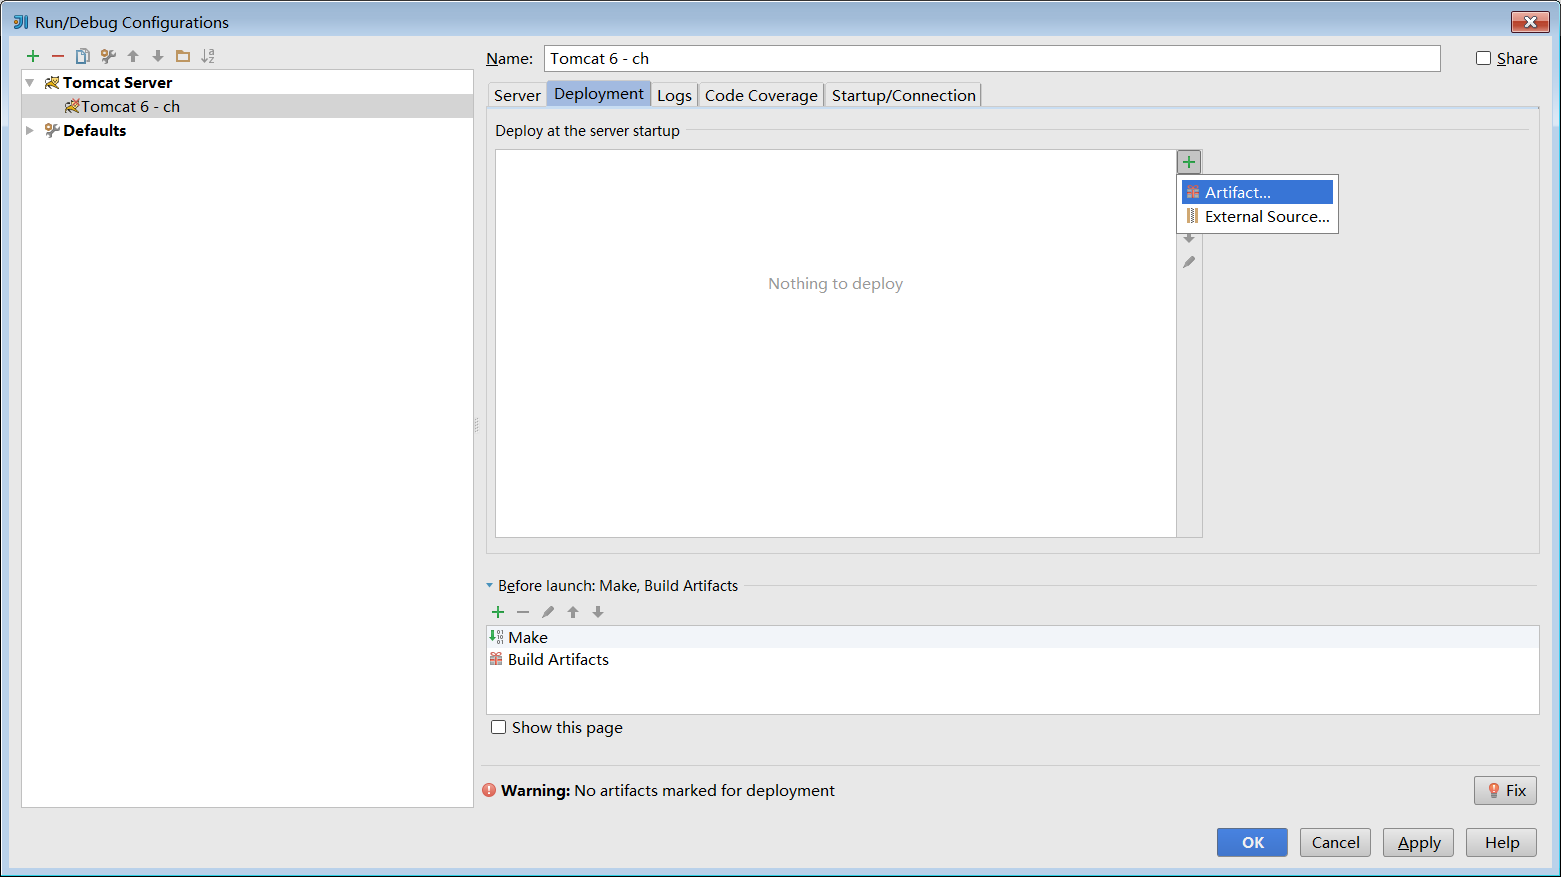 Run/Debug Configurations
Name: Tomcat 6 - ch
Share
Tomcat Server
Tomcat 6 - ch
Defaults
Server Deployment Logs Code Coverage Startup/Connection
Deploy at the server startup
Artifact...
External Source...
Nothing to deploy
Before launch: Make, Build Artifacts
Make
Build Artifacts
Show this page
Warning: No artifacts marked for deployment
Fix
OK Cancel Apply Help